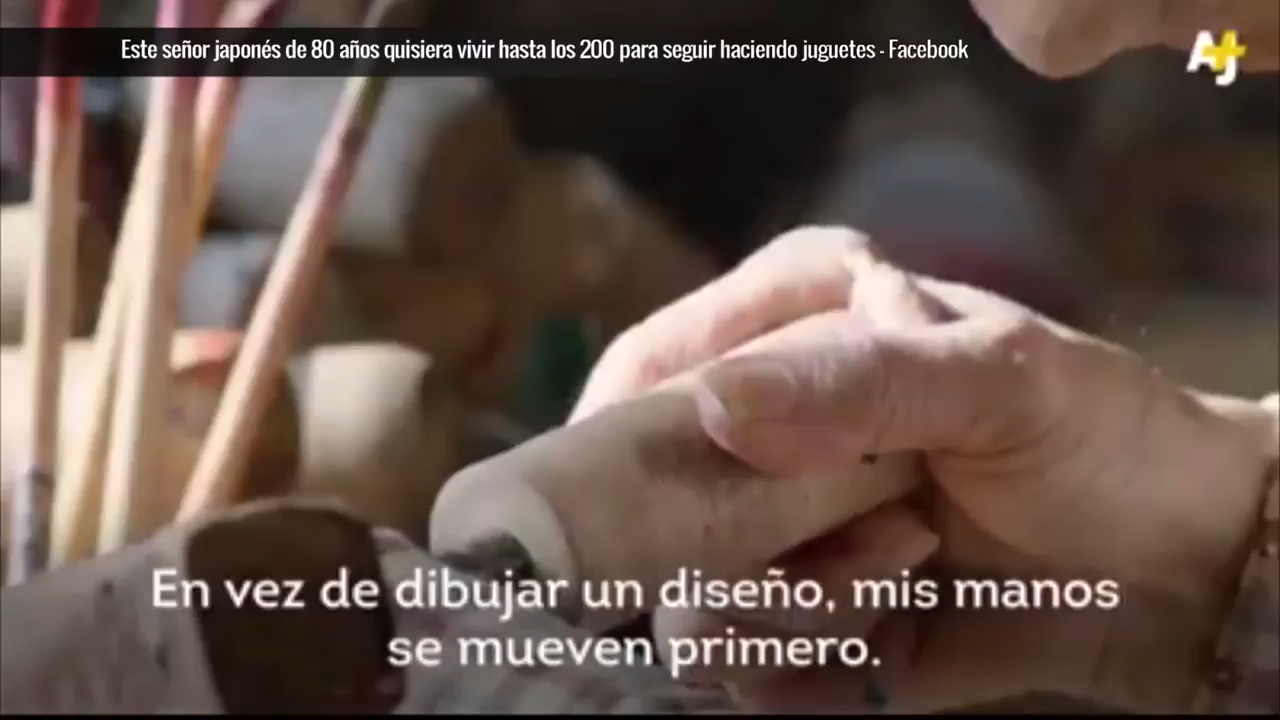 Este señor japonés de 80 años quisiera vivir hasta los 200 para seguir haciendo juguetes - Facebook
AJ+
En vez de dibujar un diseño, mis manos
se mueven primero.